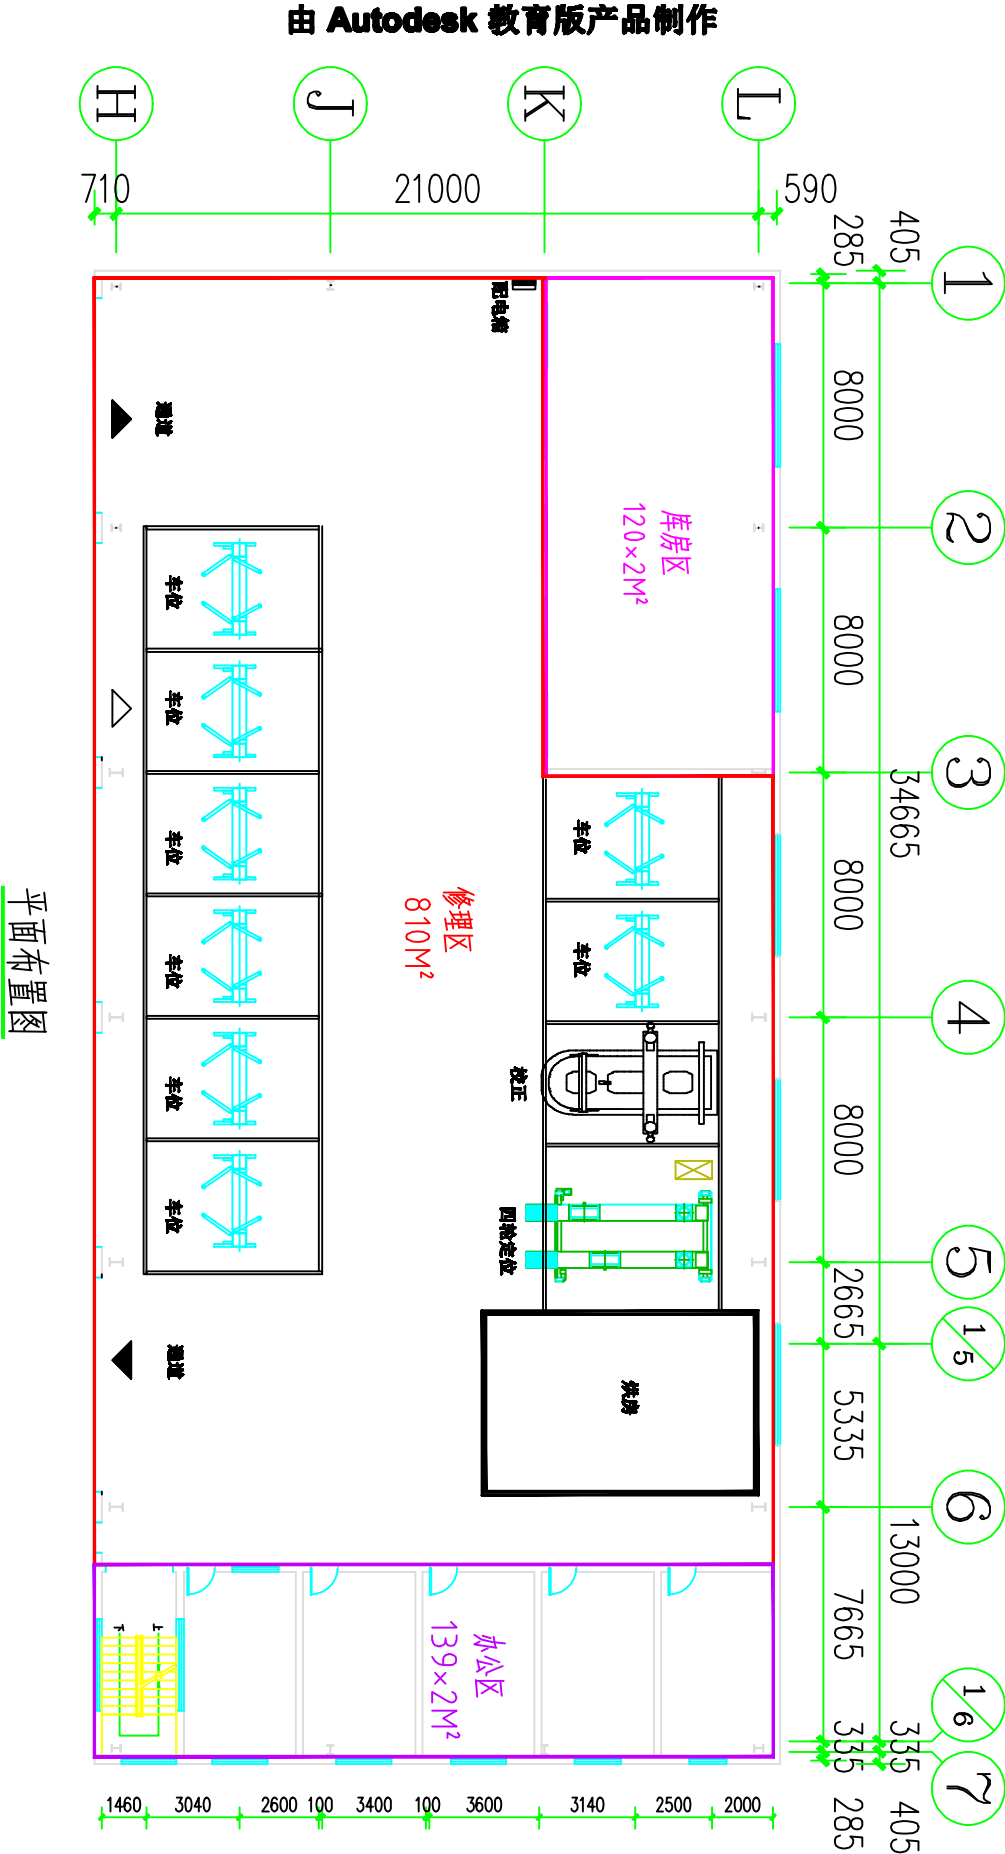 由 Autodesk 教育版产品制作
H
J
K
L
710
21000
590
405
285
1
8000
2
8000
3
34665
8000
4
8000
5
2665
1/5
5335
6
13000
7665
1/6
335
335
7
405
285
配电箱
通道
库房区
120×2M²
车位
车位
车位
车位
车位
车位
车位
车位
修理区
810M²
校正
四轮定位
烘房
通道
下
上
办公区
139×2M²
平面布置图
1460
3040
2600
100
3400
100
3600
3140
2500
2000